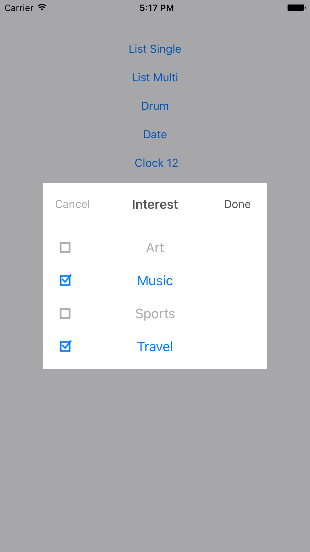 Carrier 5:17 PM
List Single
List Multi
Drum
Date
Clock 12
Cancel Interest Done
Art
Music
Sports
Travel